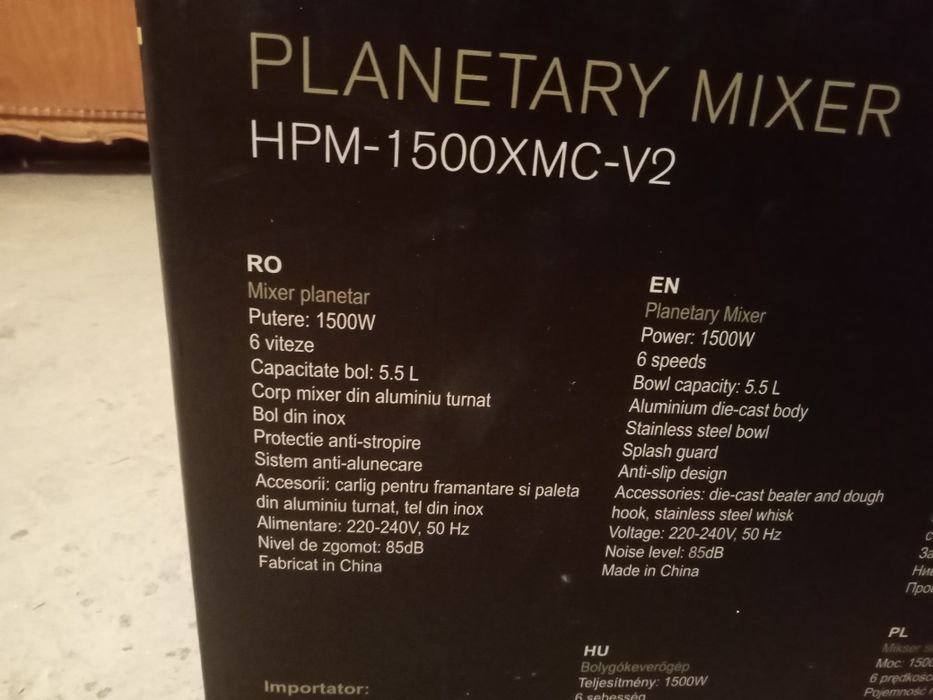 PLANETARY MIXER
HPM-1500XMC-V2
RO
Mixer planetar
Putere: 1500W
6 viteze
Capacitate bol: 5.5 L
Corp mixer din aluminiu turnat
Bol din inox
Protectie anti-stropire
Sistem anti-alunecare
Accesorii: carlig pentru framantare si paleta
din aluminiu turnat, tel din inox
Alimentare: 220-240V, 50 Hz
Nivel de zgomot: 85dB
Fabricat in China
EN
Planetary Mixer
Power: 1500W
6 speeds
Bowl capacity: 5.5 L
Aluminium die-cast body
Stainless steel bowl
Splash guard
Anti-slip design
Accessories: die-cast beater and dough
hook, stainless steel whisk
Voltage: 220-240V, 50 Hz
Noise level: 85dB
Made in China
Importator:
HU
Bolygókeverőgép
Teljesítmény: 1500W
6 sebesség
PL
Mikser
Moc:
6